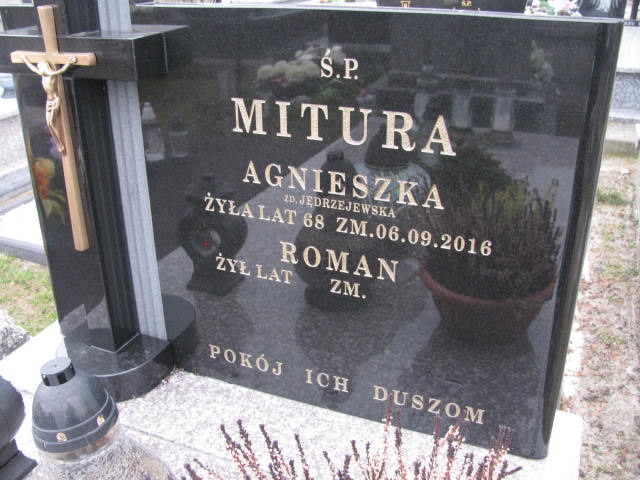 Ś.P.
MITURA
AGNIESZKA
ZD. JĘDRZEJEWSKA
ŻYŁA LAT 68 ZM.06.09.2016
ROMAN
ŻYŁ LAT ZM.
POKÓJ ICH DUSZOM